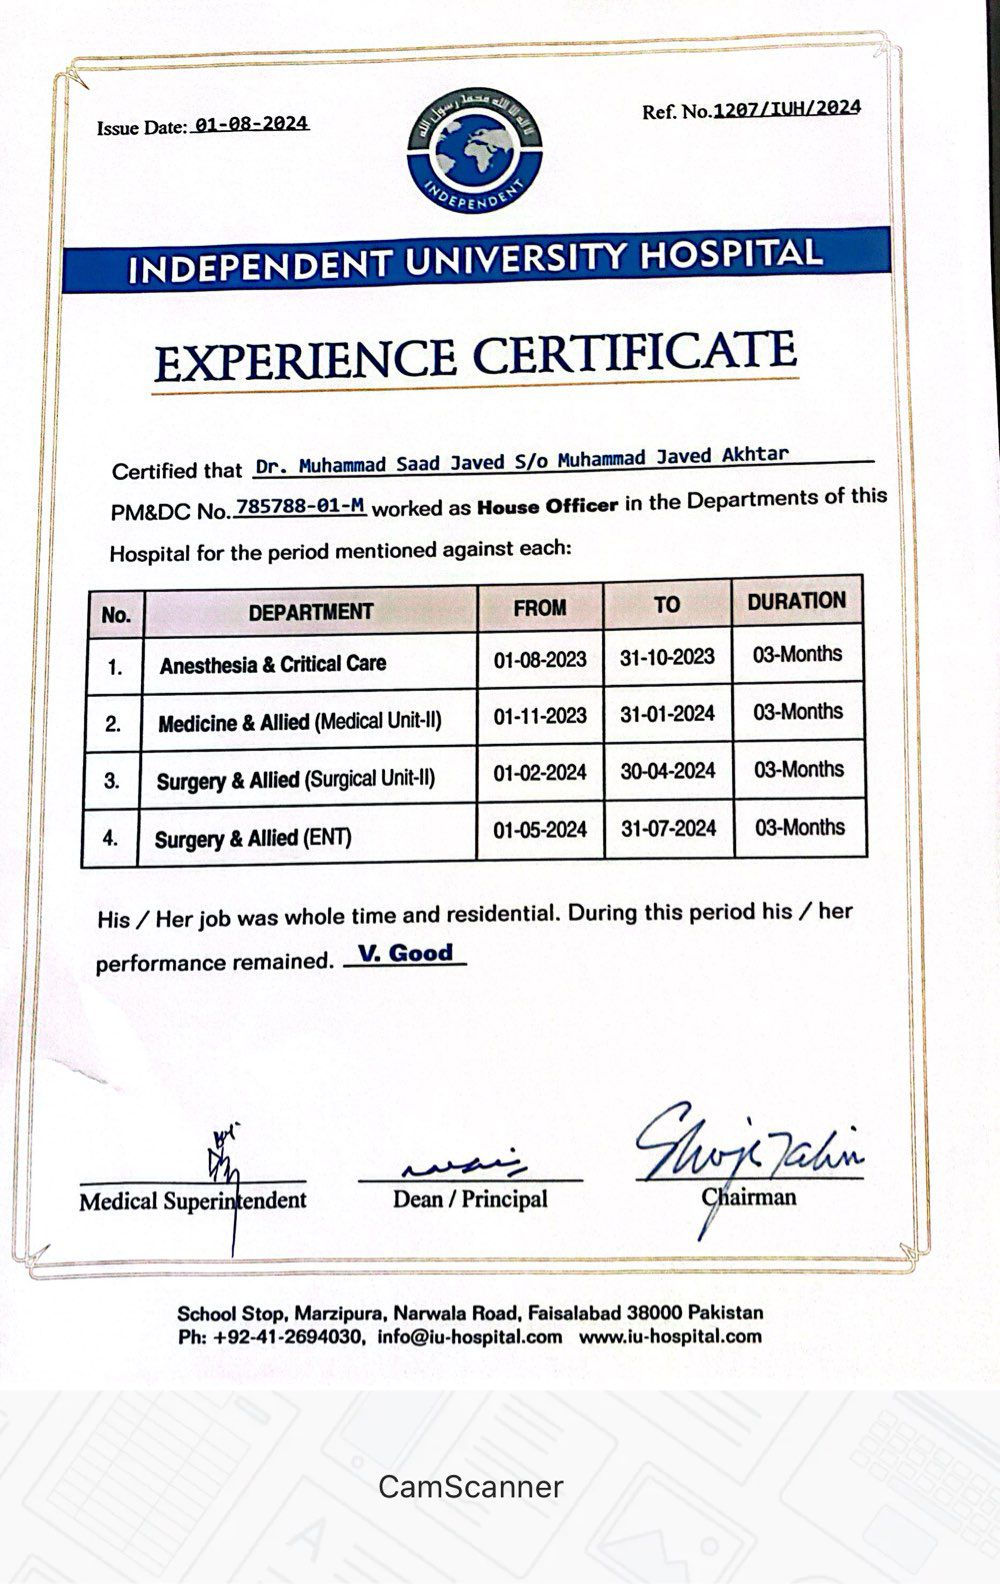 Issue Date: 01-08-2024
Ref. No.1207/IUH/2024
لا اله الا الله محمد رسول الله
INDEPENDENT
INDEPENDENT UNIVERSITY HOSPITAL
EXPERIENCE CERTIFICATE
Certified that Dr. Muhammad Saad Javed S/o Muhammad Javed Akhtar
PM&DC No. 785788-01-M worked as House Officer in the Departments of this
Hospital for the period mentioned against each:
No. DEPARTMENT FROM TO DURATION
1. Anesthesia & Critical Care 01-08-2023 31-10-2023 03-Months
2. Medicine & Allied (Medical Unit-II) 01-11-2023 31-01-2024 03-Months
3. Surgery & Allied (Surgical Unit-II) 01-02-2024 30-04-2024 03-Months
4. Surgery & Allied (ENT) 01-05-2024 31-07-2024 03-Months
His / Her job was whole time and residential. During this period his / her
performance remained. V. Good
Medical Superintendent
Dean / Principal
Chairman
School Stop, Marzipura, Narwala Road, Faisalabad 38000 Pakistan
Ph: +92-41-2694030, info@iu-hospital.com www.iu-hospital.com
CamScanner